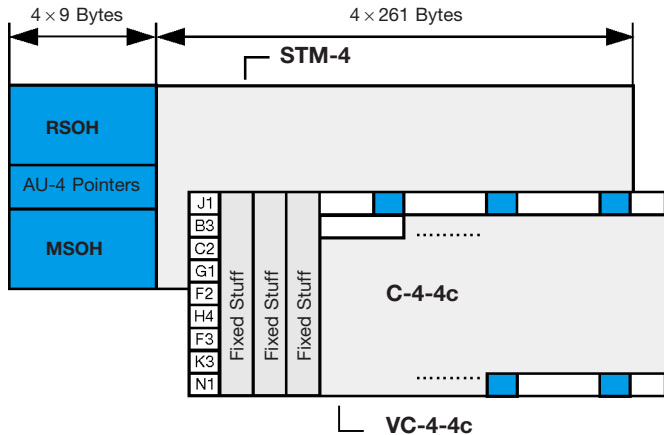 4 × 9 Bytes
4 × 261 Bytes
STM-4
RSOH
AU-4 Pointers
MSOH
J1
B3
C2
G1
F2
H4
F3
K3
N1
Fixed Stuff
Fixed Stuff
Fixed Stuff
C-4-4c
VC-4-4c